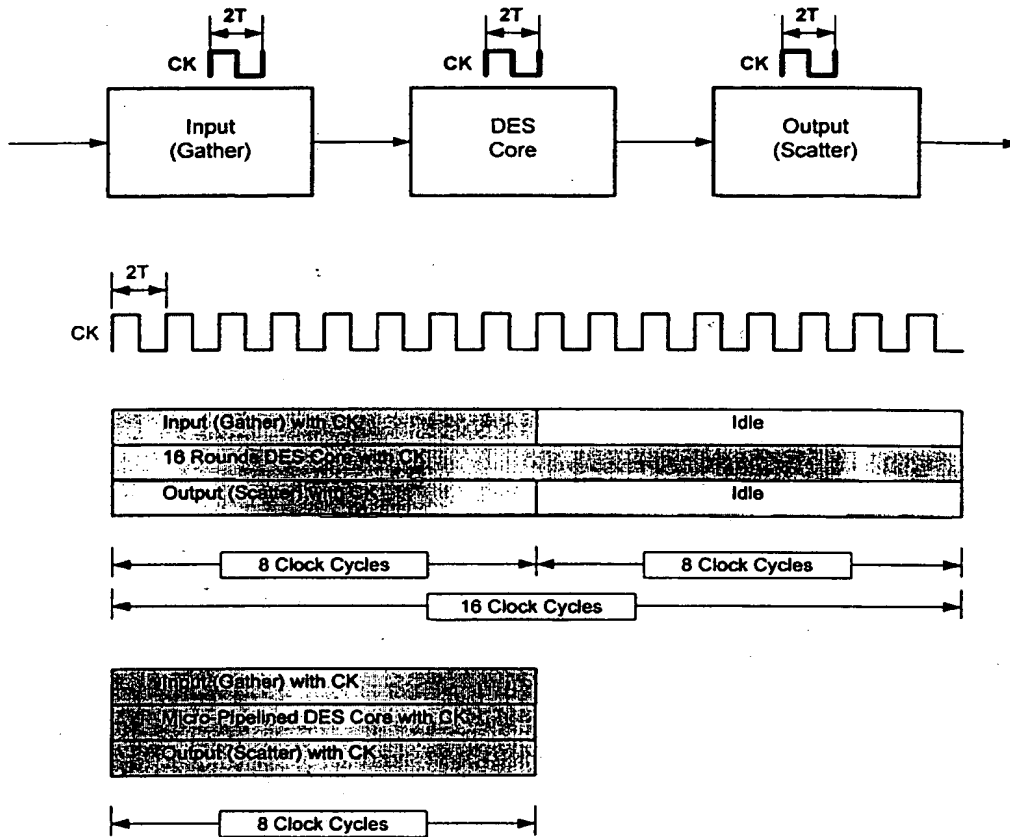 2T
2T
2T
CK
CK
CK
Input
(Gather)
DES
Core
Output
(Scatter)
2T
CK
Input (Gather) with CK
Idle
16 Rounds DES Core with CK
Output (Scatter) with CK
Idle
8 Clock Cycles
8 Clock Cycles
16 Clock Cycles
Input (Gather) with CK
Micro-Pipelined DES Core with CK
Output (Scatter) with CK
8 Clock Cycles